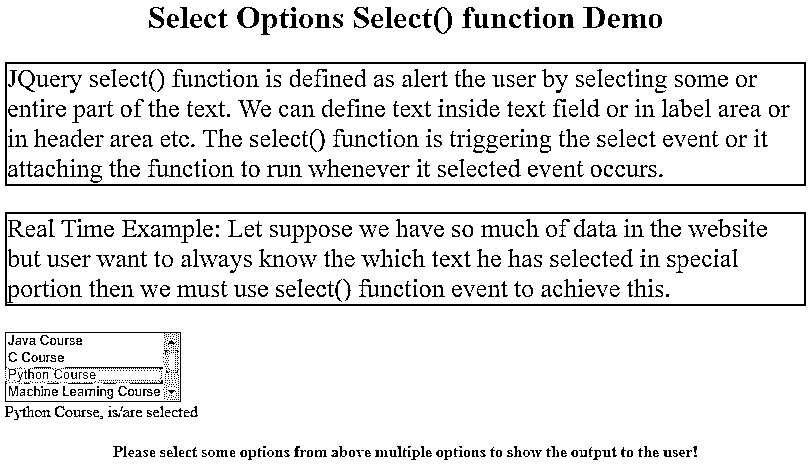 Select Options Select() function Demo
JQuery select() function is defined as alert the user by selecting some or
entire part of the text. We can define text inside text field or in label area or
in header area etc. The select() function is triggering the select event or it
attaching the function to run whenever it selected event occurs.
Real Time Example: Let suppose we have so much of data in the website
but user want to always know the which text he has selected in special
portion then we must use select() function event to achieve this.
Java Course
C Course
Python Course
Machine Learning Course
Python Course, is/are selected
Please select some options from above multiple options to show the output to the user!